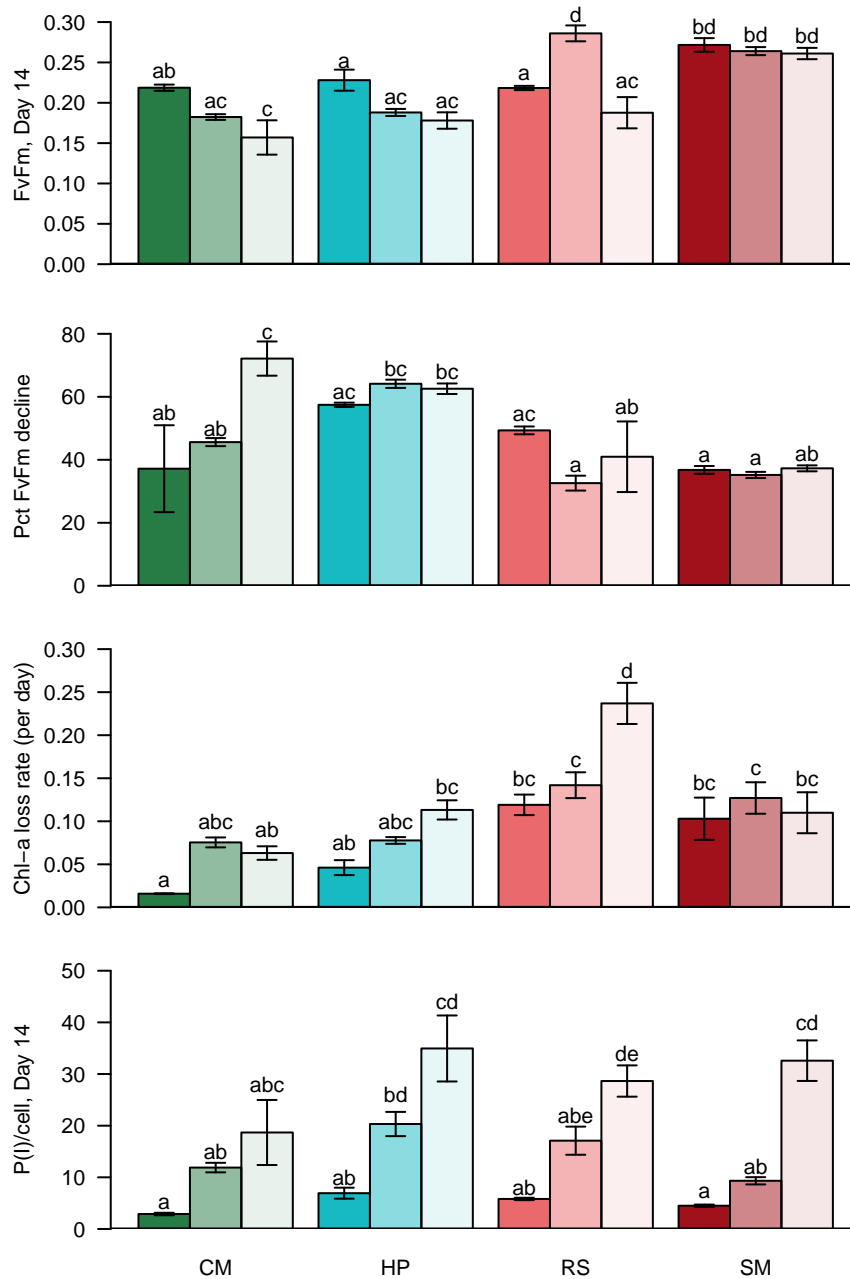 FvFm, Day 14
0.30
0.25
0.20
0.15
0.10
0.05
0.00
ab ac c a ac ac a d ac bd bd bd
Pct FvFm decline
80
60
40
20
0
ab ab c ac bc bc ac a ab a a ab
Chl−a loss rate (per day)
0.30
0.25
0.20
0.15
0.10
0.05
0.00
a abc ab ab abc bc bc c d bc c bc
P(I)/cell, Day 14
50
40
30
20
10
0
a ab abc ab bd cd ab abe de a ab cd
CM HP RS SM